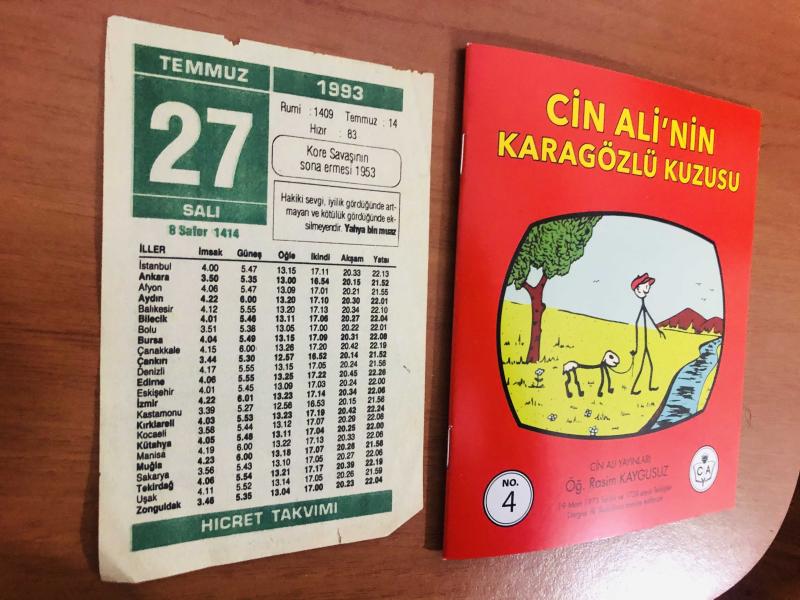 TEMMUZ
27
SALI
8 Safer 1414
1993
Rumi : 1409 Temmuz : 14
Hızır : 83
Kore Savaşının
sona ermesi 1953
Hakiki sevgi, iyilik gördüğünde art-
mayan ve kötülük gördüğünde ek-
silmeyendir. Yahya bin muaz
İLLER İmsak Güneş Öğle İkindi Akşam Yatsı
İstanbul 4.00 5.47 13.15 17.11 20.33 22.13
Ankara 3.50 5.35 13.00 16.54 20.15 21.52
Afyon 4.06 5.47 13.09 17.01 20.21 21.55
Aydın 4.22 6.00 13.20 17.10 20.30 22.01
Balıkesir 4.12 5.55 13.20 17.13 20.34 22.10
Bilecik 4.01 5.46 13.11 17.06 20.27 22.04
Bolu 3.51 5.38 13.05 17.00 20.22 22.01
Bursa 4.04 5.49 13.15 17.09 20.31 22.08
Çanakkale 4.15 6.00 13.26 17.20 20.42 22.19
Çankırı 3.44 5.30 12.57 16.52 20.14 21.52
Denizli 4.17 5.55 13.15 17.05 20.24 21.56
Edirne 4.06 5.55 13.25 17.22 20.45 22.26
Eskişehir 4.01 5.45 13.09 17.03 20.24 22.00
İzmir 4.22 6.01 13.23 17.14 20.34 22.06
Kastamonu 3.39 5.27 12.56 16.53 20.15 21.56
Kırklareli 4.03 5.53 13.23 17.19 20.42 22.24
Kocaeli 3.58 5.44 13.12 17.07 20.29 22.08
Kütahya 4.05 5.48 13.11 17.04 20.25 22.00
Manisa 4.19 6.00 13.22 17.13 20.33 22.06
Muğla 4.23 6.00 13.18 17.07 20.28 21.58
Sakarya 3.56 5.43 13.10 17.05 20.27 22.06
Tekirdağ 4.06 5.54 13.21 17.17 20.39 22.19
Uşak 4.11 5.52 13.14 17.05 20.26 21.59
Zonguldak 3.46 5.35 13.04 17.00 20.23 22.04
HİCRET TAKVİMİ
CİN ALİ'NİN
KARAGÖZLÜ KUZUSU
CİN ALİ YAYINLARI
Öğ. Rasim KAYGUSUZ
NO.
4
C A